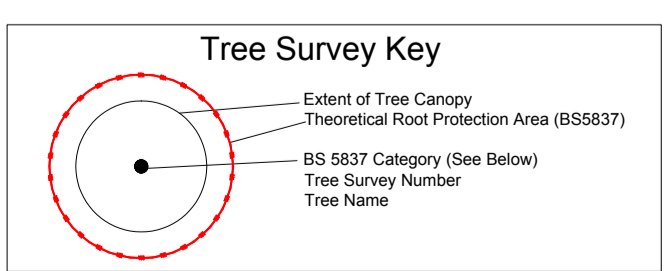 Tree Survey Key
Extent of Tree Canopy
Theoretical Root Protection Area (BS5837)
BS 5837 Category (See Below)
Tree Survey Number
Tree Name